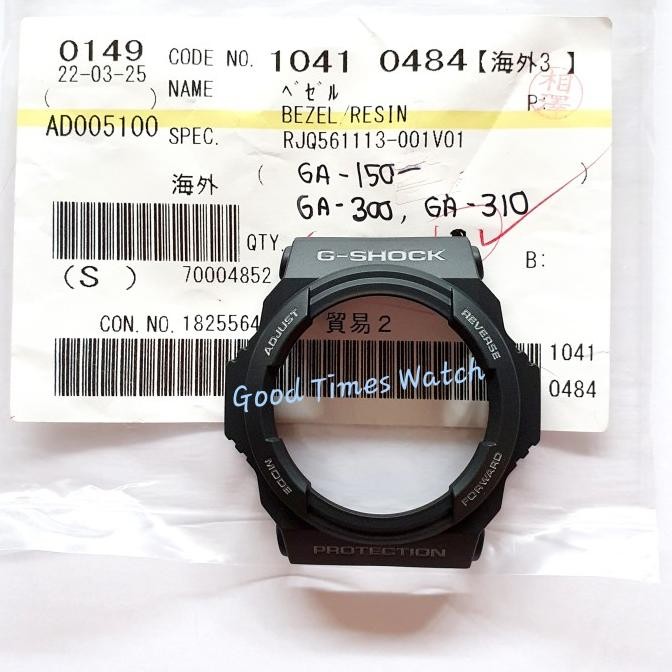 0149 CODE NO. 1041 0484【海外3 】
22-03-25 NAME ベゼル
( ) BEZEL/RESIN R:
相澤
AD005100 SPEC. RJQ561113-001V01
海外 ( GA-150 )
GA-300, GA-310
QTY.
(S ) 70004852 B:
G-SHOCK
CON.NO. 1825564 貿易2
ADJUST REVERSE
1041
0484
Good Times Watch
MODE FORWARD
PROTECTION